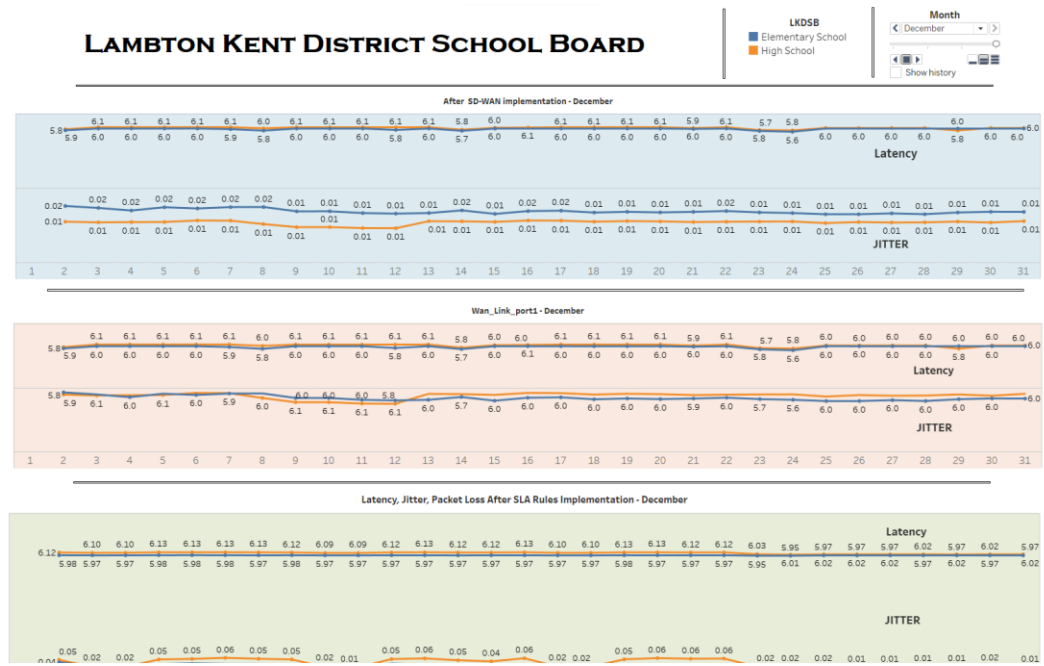 LAMBTON KENT DISTRICT SCHOOL BOARD
LKDSB
Elementary School
High School
Month
December
Show history
After SD-WAN implementation - December
6.1 6.1 6.1 6.1 6.1 6.0 6.1 6.1 6.1 6.1 6.1 5.8 6.0 6.1 6.1 6.1 6.1 5.9 6.1 5.7 5.8 6.0
5.8 6.0
5.9 6.0 6.0 6.0 6.0 5.9 5.8 6.0 6.0 6.0 5.8 6.0 5.7 6.0 6.1 6.0 6.0 6.0 6.0 6.0 6.0 5.8 5.6 6.0 6.0 6.0 6.0 5.8 6.0 6.0
Latency
0.02 0.02 0.02 0.02 0.02 0.02 0.02 0.01 0.01 0.01 0.01 0.01 0.02 0.01 0.02 0.02 0.01 0.01 0.01 0.01 0.02 0.01 0.01 0.01 0.01 0.01 0.01 0.01 0.01 0.01
0.01 0.01 0.01 0.01 0.01 0.01 0.01 0.01 0.01 0.01 0.01 0.01 0.01 0.01 0.01 0.01 0.01 0.01 0.01 0.01 0.01 0.01 0.01 0.01 0.01 0.01 0.01 0.01 0.01 0.01
JITTER
1 2 3 4 5 6 7 8 9 10 11 12 13 14 15 16 17 18 19 20 21 22 23 24 25 26 27 28 29 30 31
Wan_Link_port1 - December
6.1 6.1 6.1 6.1 6.1 6.0 6.1 6.1 6.1 6.1 6.1 5.8 6.0 6.0 6.1 6.1 6.1 6.1 5.9 6.1 5.7 5.8 6.0 6.0 6.0 6.0 6.0 6.0 6.0
5.8 6.0
5.9 6.0 6.0 6.0 6.0 5.9 5.8 6.0 6.0 6.0 5.8 6.0 5.7 6.0 6.1 6.0 6.0 6.0 6.0 6.0 6.0 5.8 5.6 6.0 6.0 6.0 6.0 5.8 6.0
Latency
5.8 6.0 6.0 6.0 5.8 6.0
5.9 6.1 6.0 6.1 6.0 5.9 6.0 6.1 6.1 6.1 6.1 6.0 5.7 6.0 6.0 6.0 6.0 6.0 6.0 5.9 6.0 5.7 5.6 6.0 6.0 6.0 6.0 6.0 6.0
JITTER
1 2 3 4 5 6 7 8 9 10 11 12 13 14 15 16 17 18 19 20 21 22 23 24 25 26 27 28 29 30 31
Latency, Jitter, Packet Loss After SLA Rules Implementation - December
Latency
6.12 6.10 6.10 6.13 6.13 6.13 6.13 6.12 6.09 6.09 6.12 6.13 6.12 6.13 6.12 6.10 6.10 6.13 6.12 6.13 6.12 6.12 6.03 5.95 5.97 5.97 5.97 6.02 5.97 6.02 5.97
5.98 5.97 5.97 5.98 5.98 5.97 5.98 5.97 5.97 5.97 5.98 5.97 5.98 5.97 5.98 5.97 5.97 5.98 5.97 5.98 5.97 5.97 5.95 6.01 6.02 6.02 6.02 5.97 6.02 5.97 6.02
JITTER
0.04 0.05 0.02 0.02 0.05 0.05 0.06 0.05 0.05 0.02 0.01 0.05 0.06 0.05 0.04 0.06 0.02 0.02 0.05 0.06 0.06 0.06 0.02 0.02 0.02 0.01 0.01 0.01 0.01 0.02 0.01